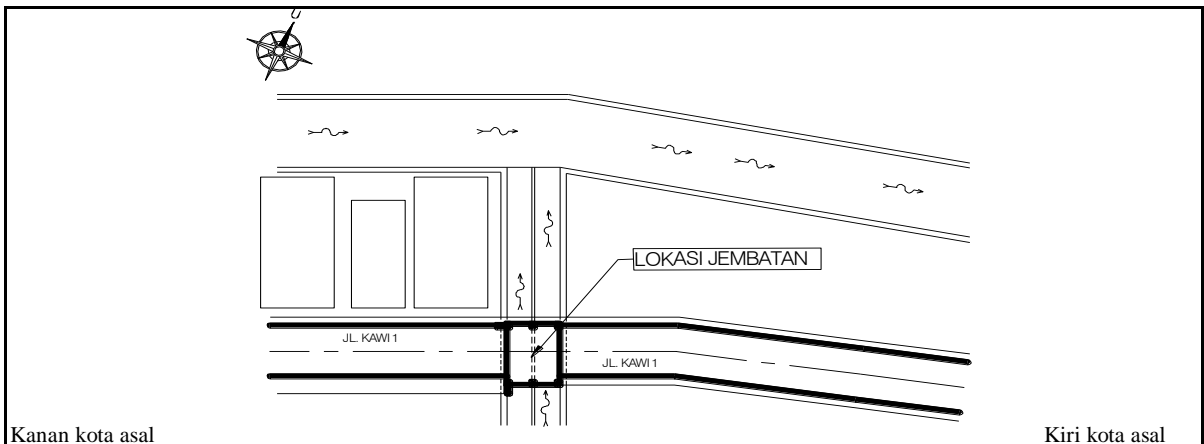 U
LOKASI JEMBATAN
JL. KAWI 1
JL. KAWI 1
Kanan kota asal
Kiri kota asal